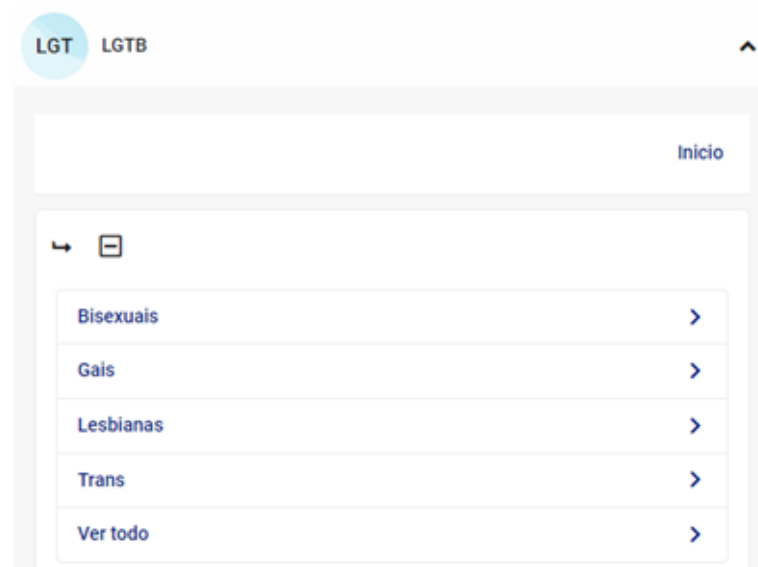 LGT LGTB
Inicio
Bisexuais
Gais
Lesbianas
Trans
Ver todo